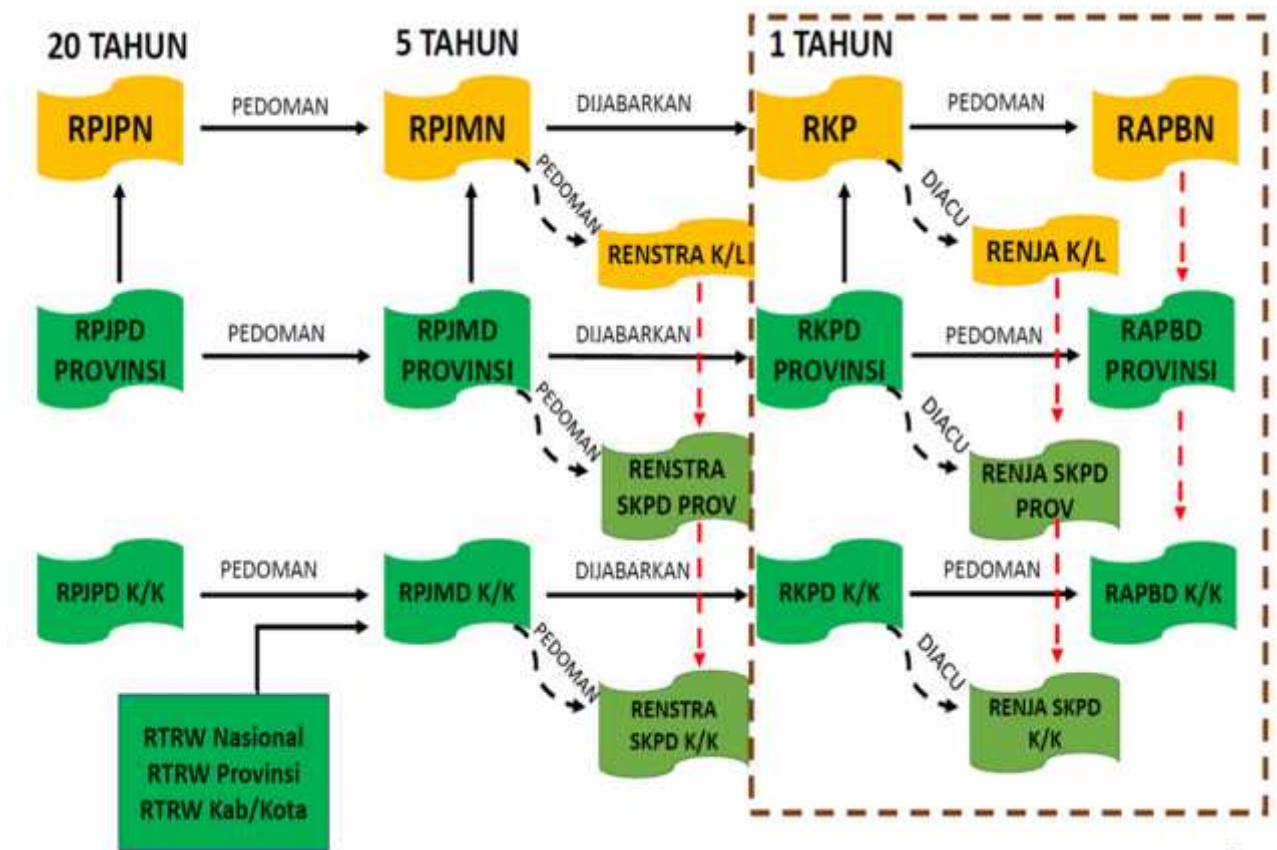 20 TAHUN
5 TAHUN
1 TAHUN
RPJPN
PEDOMAN
RPJMN
DIJABARKAN
RKP
PEDOMAN
RAPBN
PEDOMAN
RENSTRA K/L
DIACU
RENJA K/L
RPJPD
PROVINSI
PEDOMAN
RPJMD
PROVINSI
DIJABARKAN
RKPD
PROVINSI
PEDOMAN
RAPBD
PROVINSI
PEDOMAN
RENSTRA
SKPD PROV
DIACU
RENJA SKPD
PROV
RPJPD K/K
PEDOMAN
RPJMD K/K
DIJABARKAN
RKPD K/K
PEDOMAN
RAPBD K/K
PEDOMAN
RENSTRA
SKPD K/K
DIACU
RENJA SKPD
K/K
RTRW Nasional
RTRW Provinsi
RTRW Kab/Kota